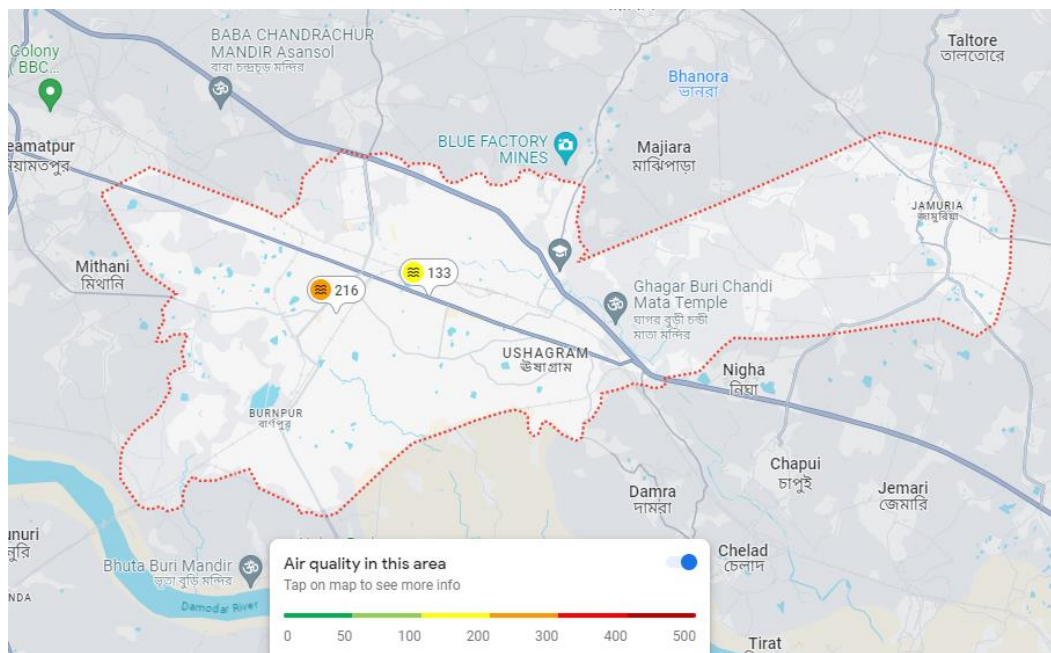 BABA CHANDRACHUR
MANDIR Asansol
বাবা চন্দ্রচূড় মন্দির
Colony
BBC...
Taltore
তালতোরে
Bhanora
ভানরা
BLUE FACTORY
MINES
Majiara
মাঝিপাড়া
eamatpur
য়ামতপুর
JAMURIA
জামুরিয়া
Mithani
মিথানি
133
216
Ghagar Buri Chandi
Mata Temple
ঘাগর বুড়ী চন্ডী
মাতা মন্দির
USHAGRAM
ঊষাগ্রাম
Nigha
নিঘা
BURNPUR
বার্ণপুর
Chapui
চাপুই
Damra
দামরা
Jemari
জেমারি
unuri
নুরি
Bhuta Buri Mandir
ভূতা বুড়ি মন্দির
NDA
Damodar River
Chelad
চেলাদ
Tirat
Air quality in this area
Tap on map to see more info
0 50 100 200 300 400 500